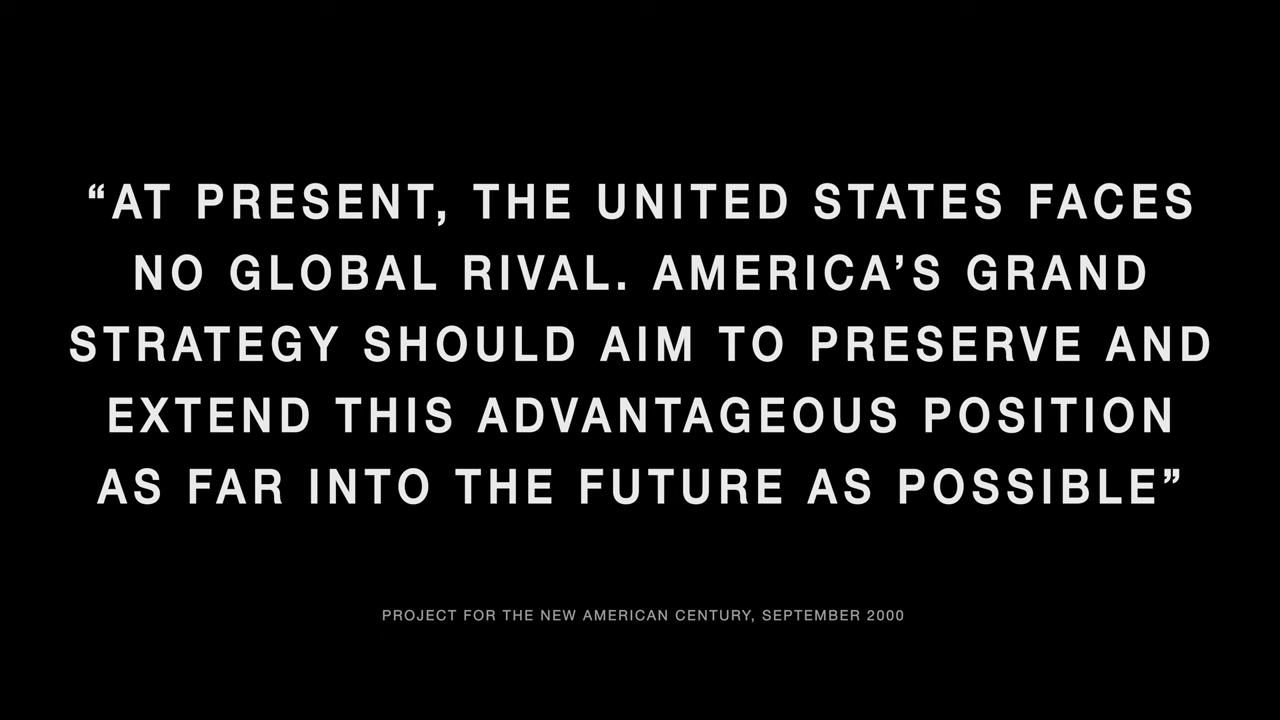 “AT PRESENT, THE UNITED STATES FACES
NO GLOBAL RIVAL. AMERICA’S GRAND
STRATEGY SHOULD AIM TO PRESERVE AND
EXTEND THIS ADVANTAGEOUS POSITION
AS FAR INTO THE FUTURE AS POSSIBLE”
PROJECT FOR THE NEW AMERICAN CENTURY, SEPTEMBER 2000